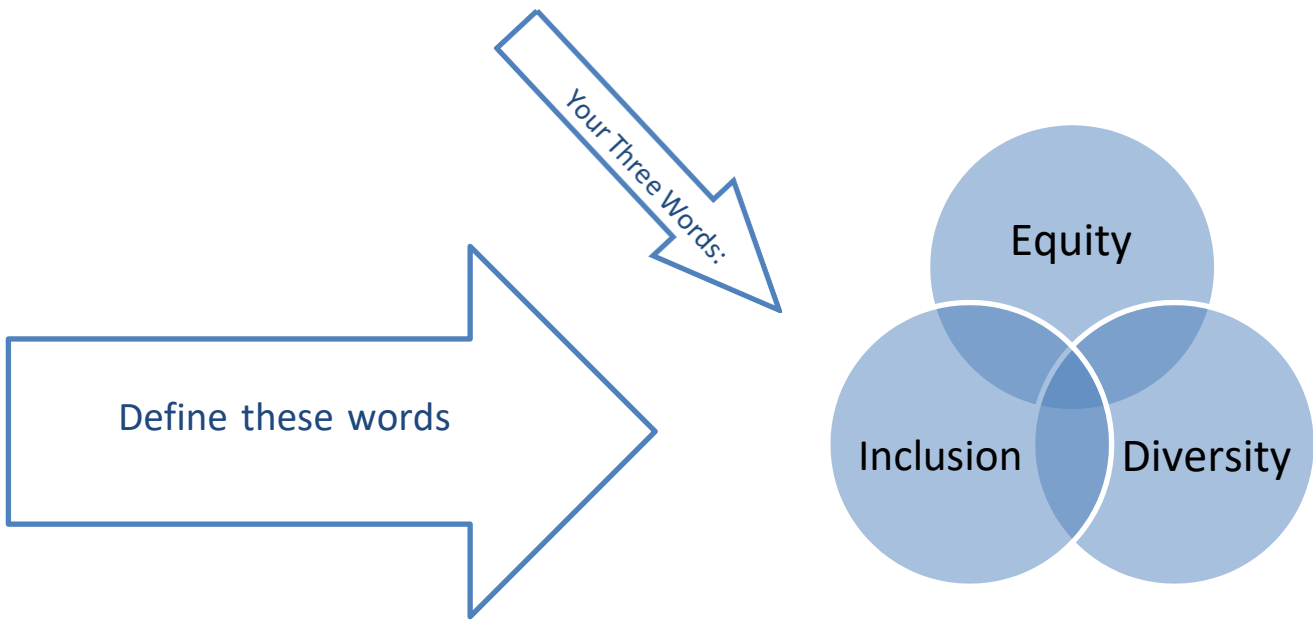 Your Three Words:
Equity
Define these words
Inclusion
Diversity